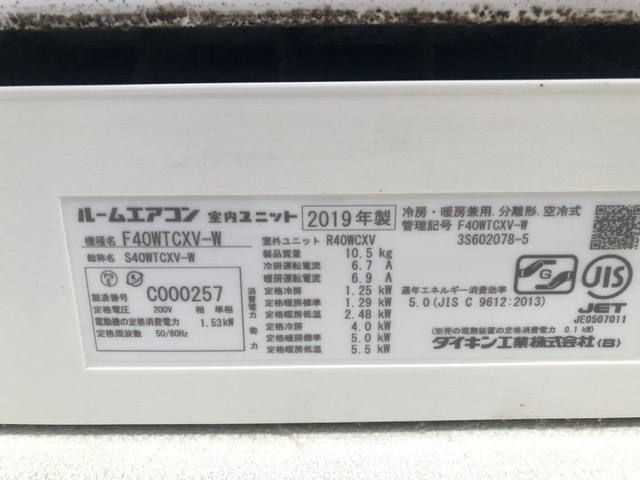 ルームエアコン 室内ユニット 2019年製
機種名 F40WTCXV-W
総称名 S40WTCXV-W
PS E
製造番号 C000257
定格電圧 200V 相 単相
電動機の定格消費電力 1.53kW
定格周波数 50/60Hz
室外ユニット R40WCXV
製品質量 10.5 kg
冷房運転電流 6.7 A
暖房運転電流 6.9 A
消費電力
定格冷房 1.25 kW
定格暖房標準 1.29 kW
定格暖房低温 2.48 kW
能力
定格冷房 4.0 kW
定格暖房標準 5.0 kW
定格暖房低温 5.5 kW
冷房・暖房兼用.分離形.空冷式
管理記号 F40WTCXV-W
3S602078-5
G
JIS
通年エネルギー消費効率
5.0(JIS C 9612:2013)
JET
JE0507011
(別売の電熱装置の定格消費電力 0.1 kW)
ダイキン工業株式会社(B)